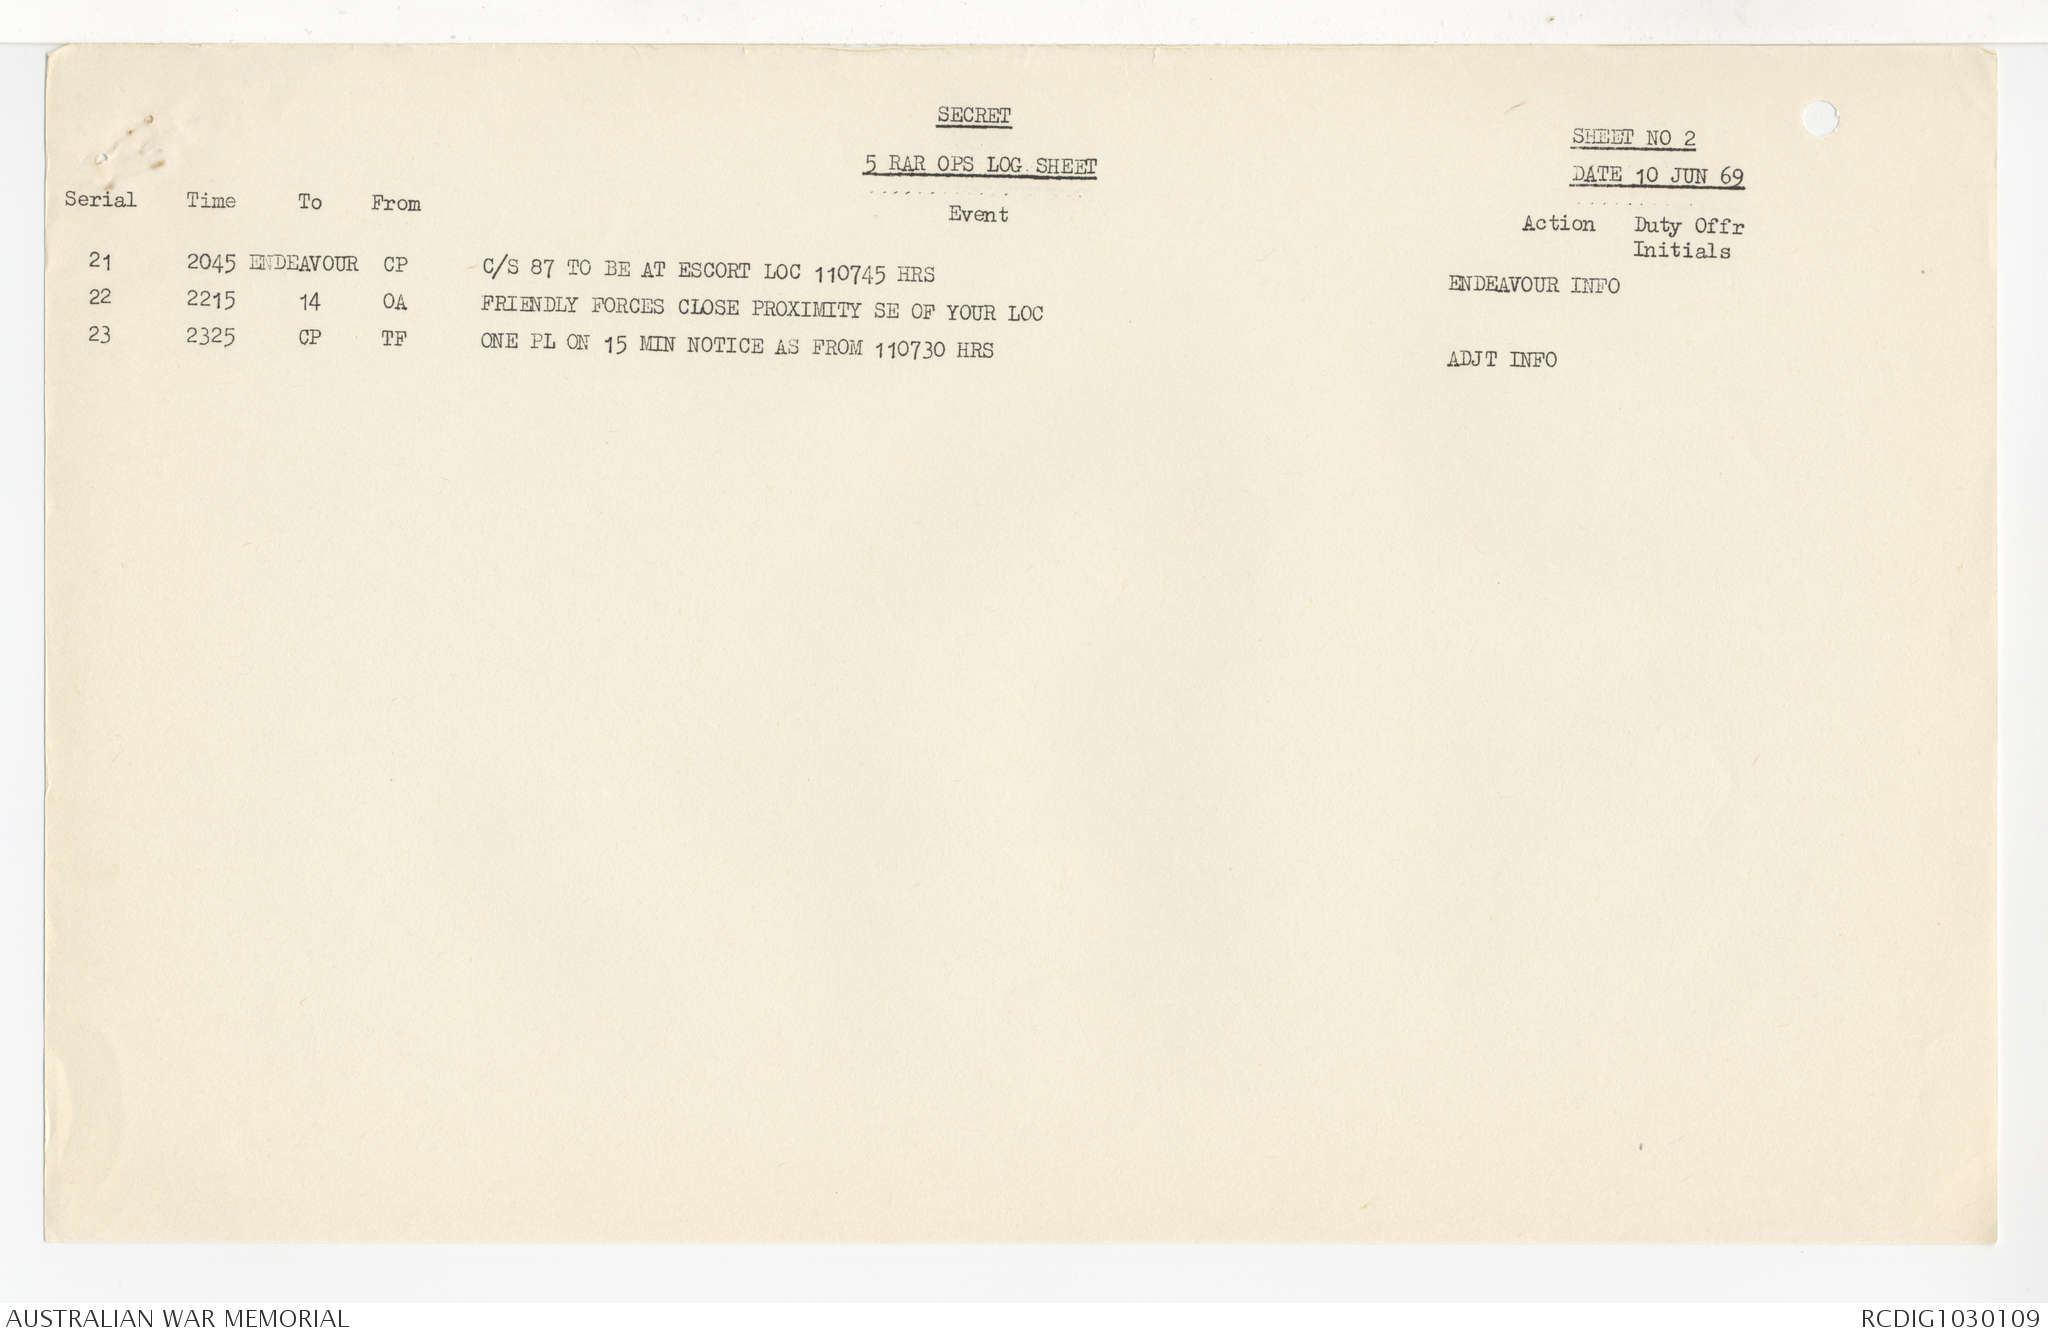 SECRET
SHEET NO 2
5 RAR OPS LOG SHEET
DATE 10 JUN 69
Serial Time To From Event Action Duty Offr
Initials
21 2045 ENDEAVOUR CP C/S 87 TO BE AT ESCORT LOC 110745 HRS ENDEAVOUR INFO
22 2215 14 OA FRIENDLY FORCES CLOSE PROXIMITY SE OF YOUR LOC
23 2325 CP TF ONE PL ON 15 MIN NOTICE AS FROM 110730 HRS ADJT INFO
AUSTRALIAN WAR MEMORIAL RCDIG1030109